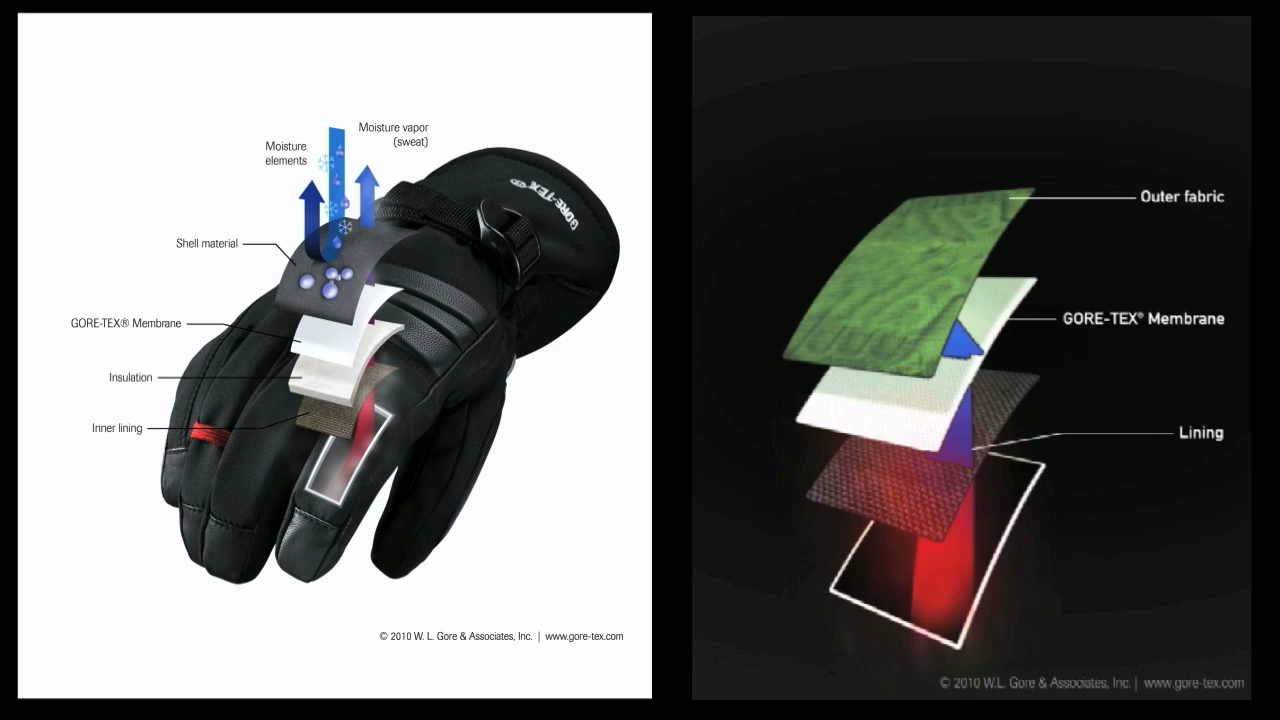 Moisture vapor
(sweat)
Moisture
elements
GORE-TEX
Shell material
GORE-TEX® Membrane
Insulation
Inner lining
© 2010 W. L. Gore & Associates, Inc. | www.gore-tex.com
Outer fabric
GORE-TEX® Membrane
Lining
© 2010 W.L. Gore & Associates, Inc. | www.gore-tex.com